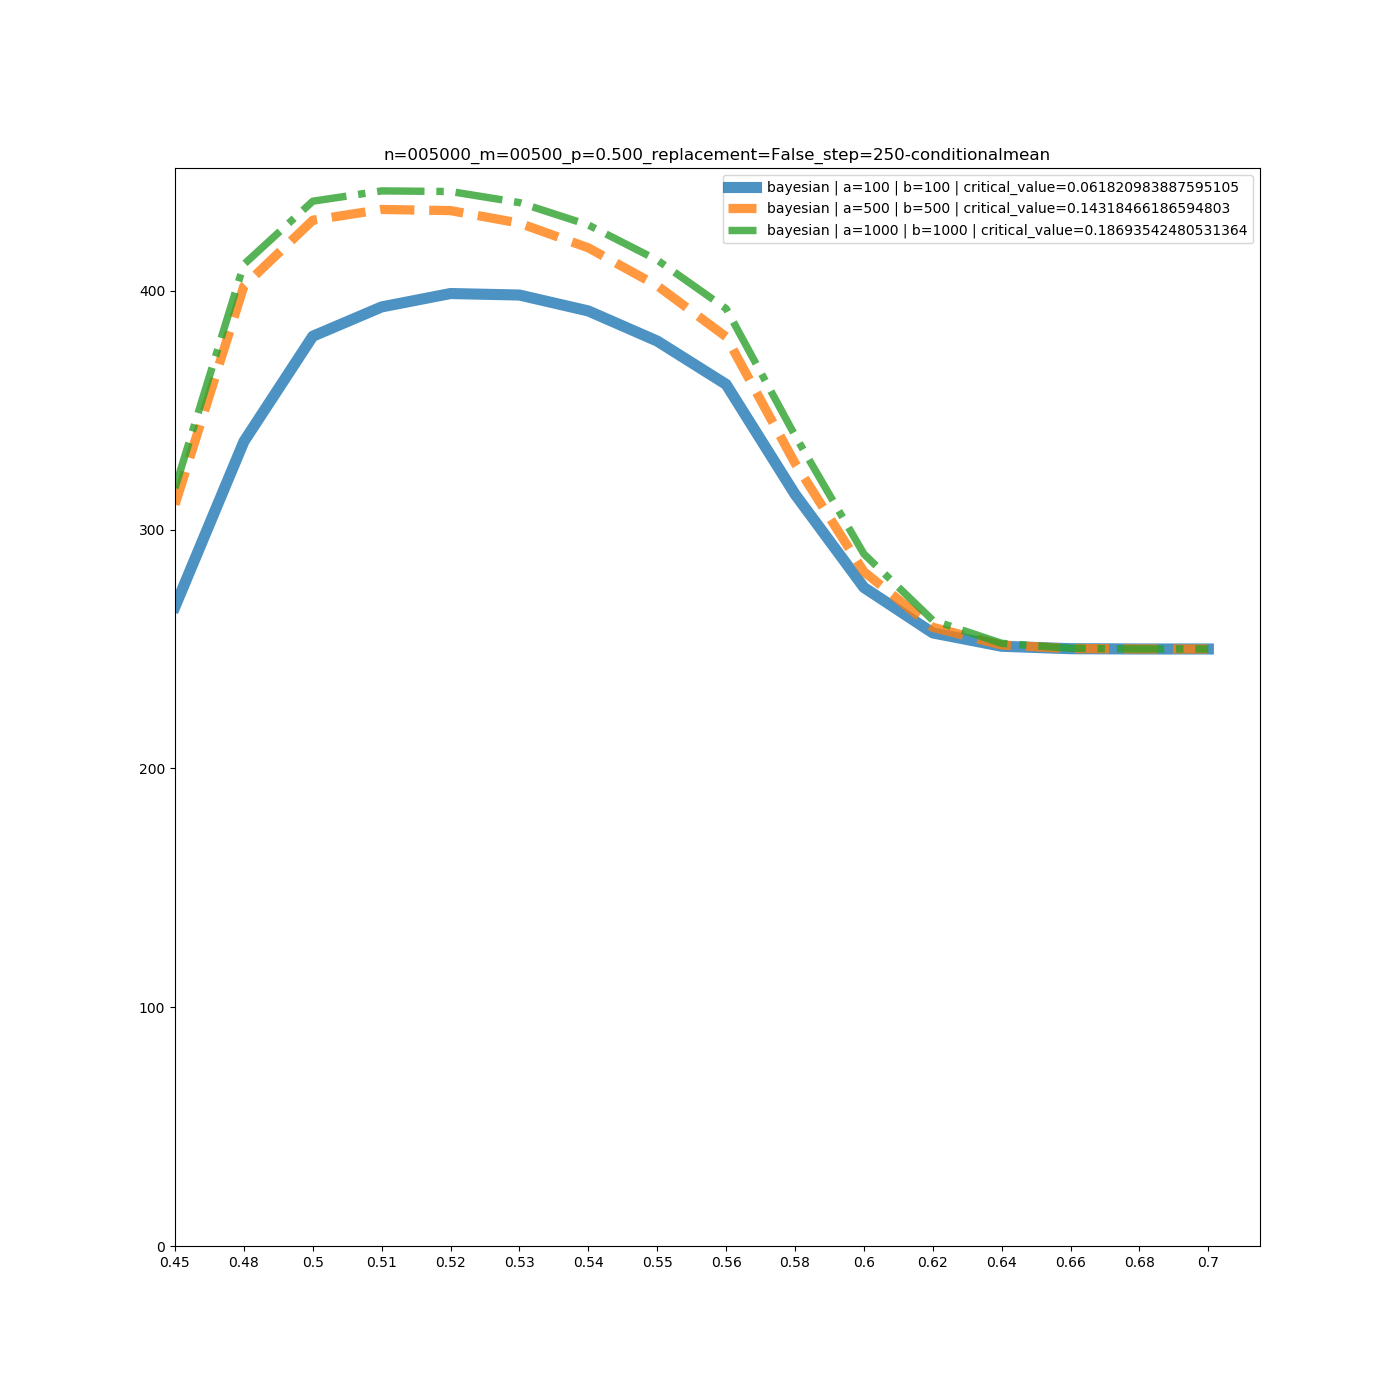 n=005000_m=00500_p=0.500_replacement=False_step=250-conditionalmean
bayesian | a=100 | b=100 | critical_value=0.061820983887595105
bayesian | a=500 | b=500 | critical_value=0.14318466186594803
bayesian | a=1000 | b=1000 | critical_value=0.18693542480531364
400
300
200
100
0
0.45 0.48 0.5 0.51 0.52 0.53 0.54 0.55 0.56 0.58 0.6 0.62 0.64 0.66 0.68 0.7